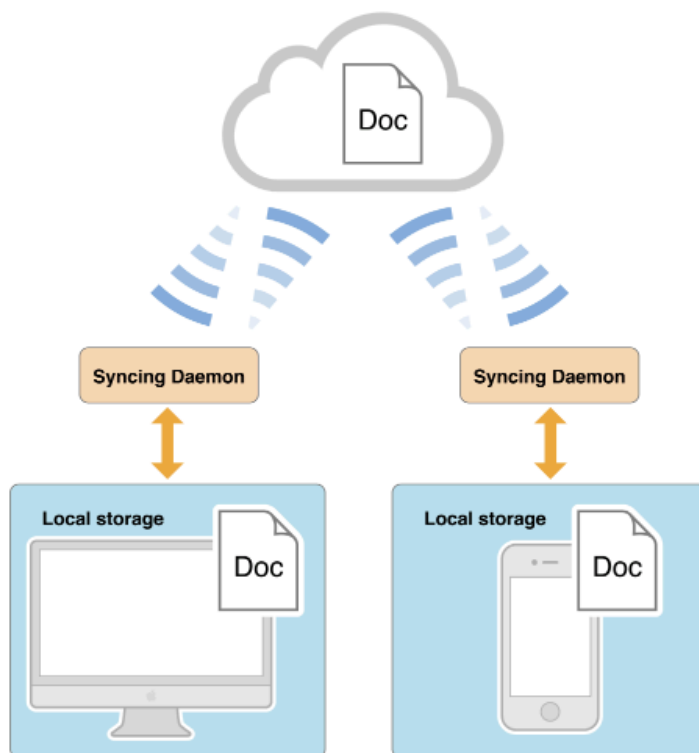 Doc
Syncing Daemon
Syncing Daemon
Local storage
Doc
Local storage
Doc